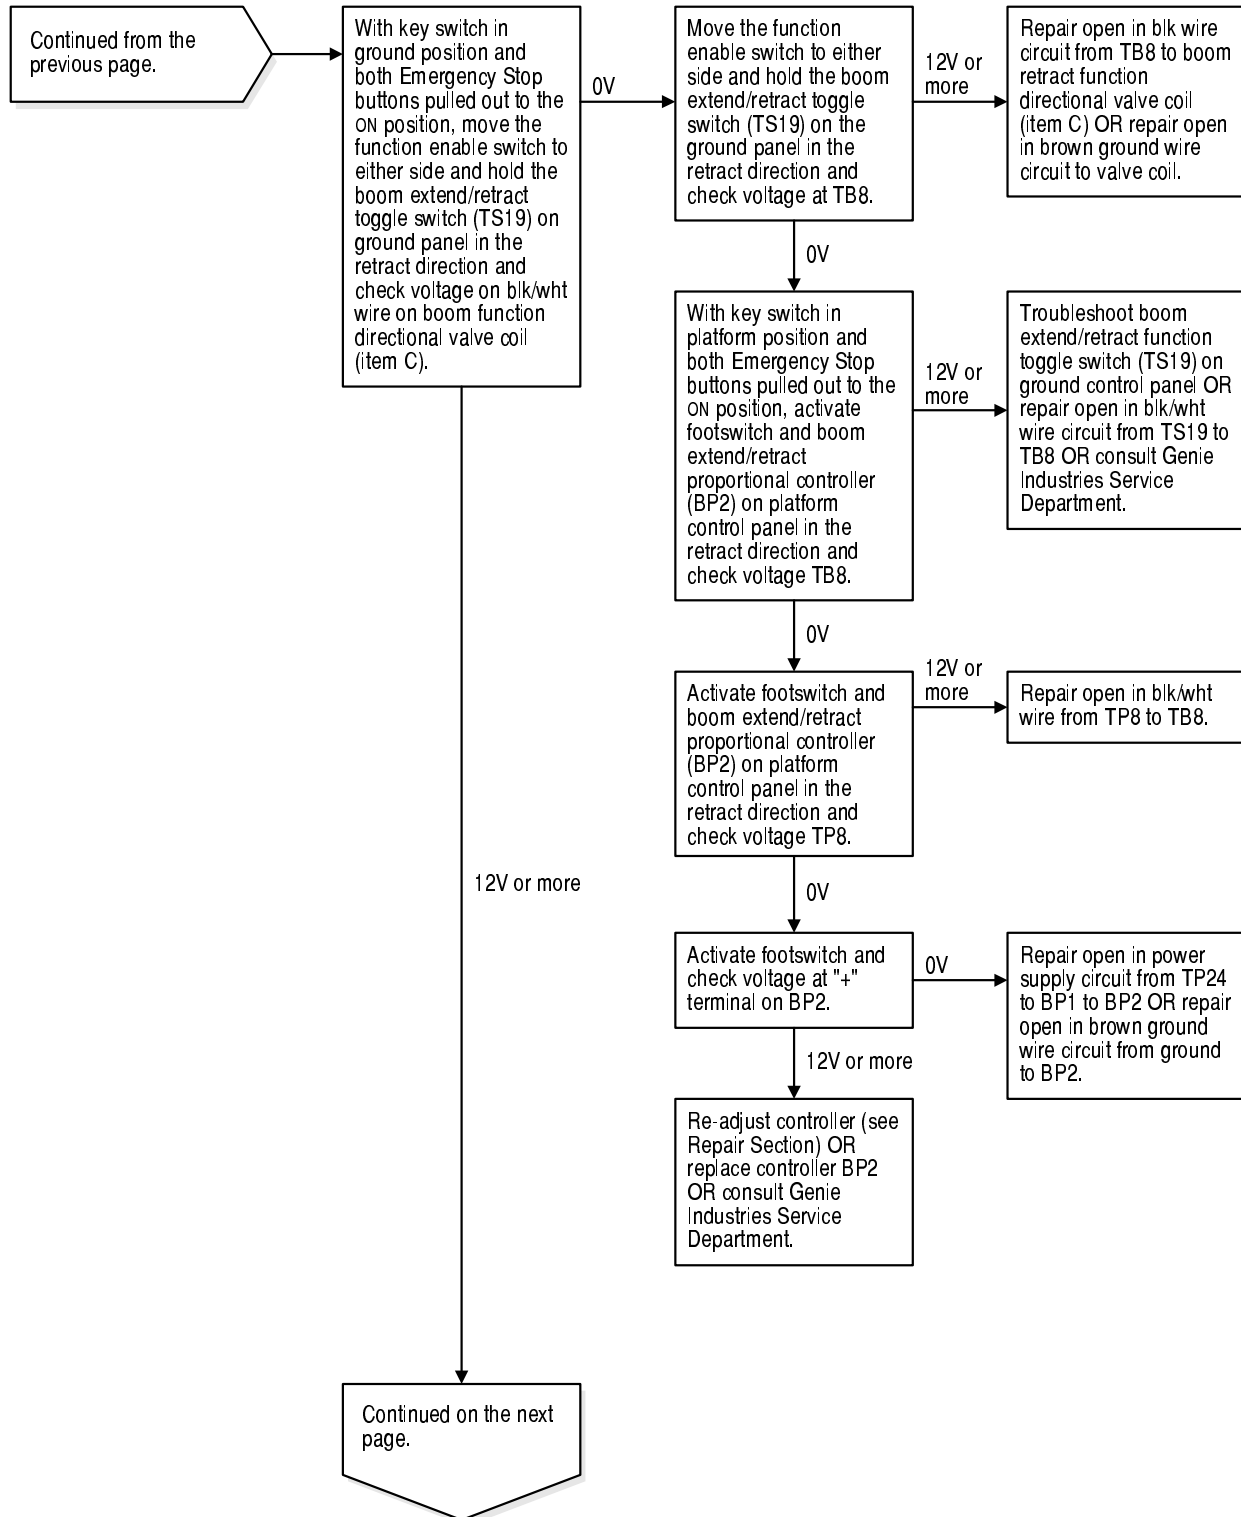 Continued from the
previous page.
With key switch in
ground position and
both Emergency Stop
buttons pulled out to the
ON position, move the
function enable switch to
either side and hold the
boom extend/retract
toggle switch (TS19) on
ground panel in the
retract direction and
check voltage on blk/wht
wire on boom function
directional valve coil
(item C).
0V
Move the function
enable switch to either
side and hold the boom
extend/retract toggle
switch (TS19) on the
ground panel in the
retract direction and
check voltage at TB8.
12V or
more
Repair open in blk wire
circuit from TB8 to boom
retract function
directional valve coil
(item C) OR repair open
in brown ground wire
circuit to valve coil.
0V
With key switch in
platform position and
both Emergency Stop
buttons pulled out to the
ON position, activate
footswitch and boom
extend/retract
proportional controller
(BP2) on platform
control panel in the
retract direction and
check voltage TB8.
12V or
more
Troubleshoot boom
extend/retract function
toggle switch (TS19) on
ground control panel OR
repair open in blk/wht
wire circuit from TS19 to
TB8 OR consult Genie
Industries Service
Department.
0V
Activate footswitch and
boom extend/retract
proportional controller
(BP2) on platform
control panel in the
retract direction and
check voltage TP8.
12V or
more
Repair open in blk/wht
wire from TP8 to TB8.
12V or more
0V
Activate footswitch and
check voltage at "+"
terminal on BP2.
0V
Repair open in power
supply circuit from TP24
to BP1 to BP2 OR repair
open in brown ground
wire circuit from ground
to BP2.
12V or more
Re-adjust controller (see
Repair Section) OR
replace controller BP2
OR consult Genie
Industries Service
Department.
Continued on the next
page.